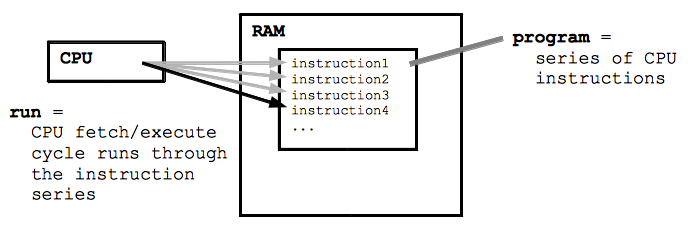 CPU
run =
CPU fetch/execute
cycle runs through
the instruction
series
RAM
instruction1
instruction2
instruction3
instruction4
...
program =
series of CPU
instructions